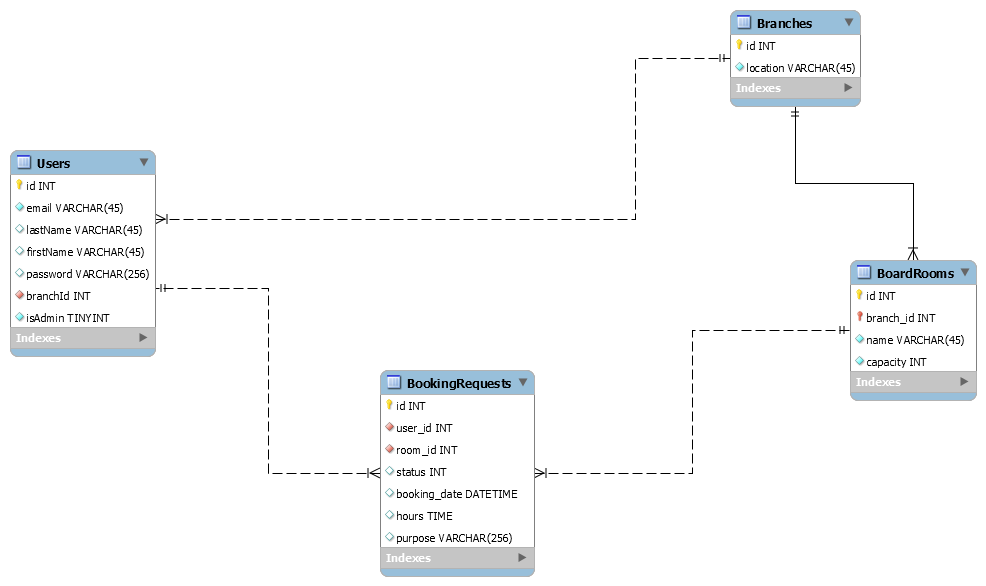 Branches
id INT
location VARCHAR(45)
Indexes
Users
id INT
email VARCHAR(45)
lastName VARCHAR(45)
firstName VARCHAR(45)
password VARCHAR(256)
branchId INT
isAdmin TINYINT
Indexes
BoardRooms
id INT
branch_id INT
name VARCHAR(45)
capacity INT
Indexes
BookingRequests
id INT
user_id INT
room_id INT
status INT
booking_date DATETIME
hours TIME
purpose VARCHAR(256)
Indexes